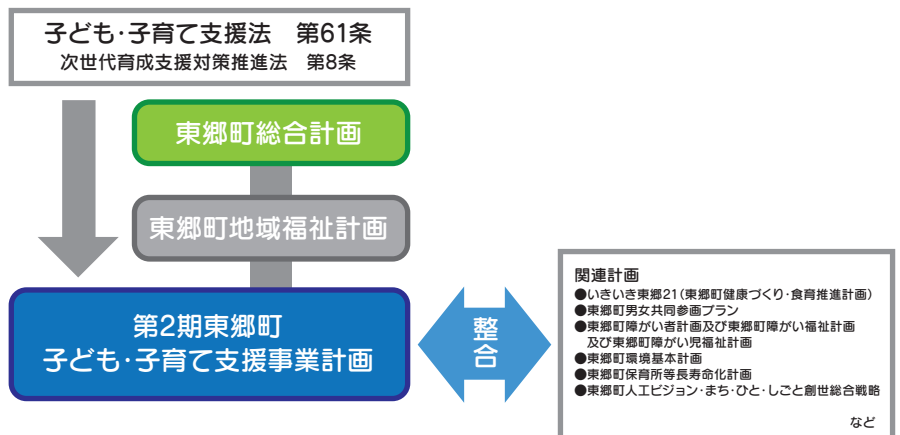 子ども・子育て支援法　第61条
次世代育成支援対策推進法　第8条
東郷町総合計画
東郷町地域福祉計画
第2期東郷町
子ども・子育て支援事業計画
整
合
関連計画
●いきいき東郷21（東郷町健康づくり・食育推進計画）
●東郷町男女共同参画プラン
●東郷町障がい者計画及び東郷町障がい福祉計画
及び東郷町障がい児福祉計画
●東郷町環境基本計画
●東郷町保育所等長寿命化計画
●東郷町人工ビジョン・まち・ひと・しごと創世総合戦略
など